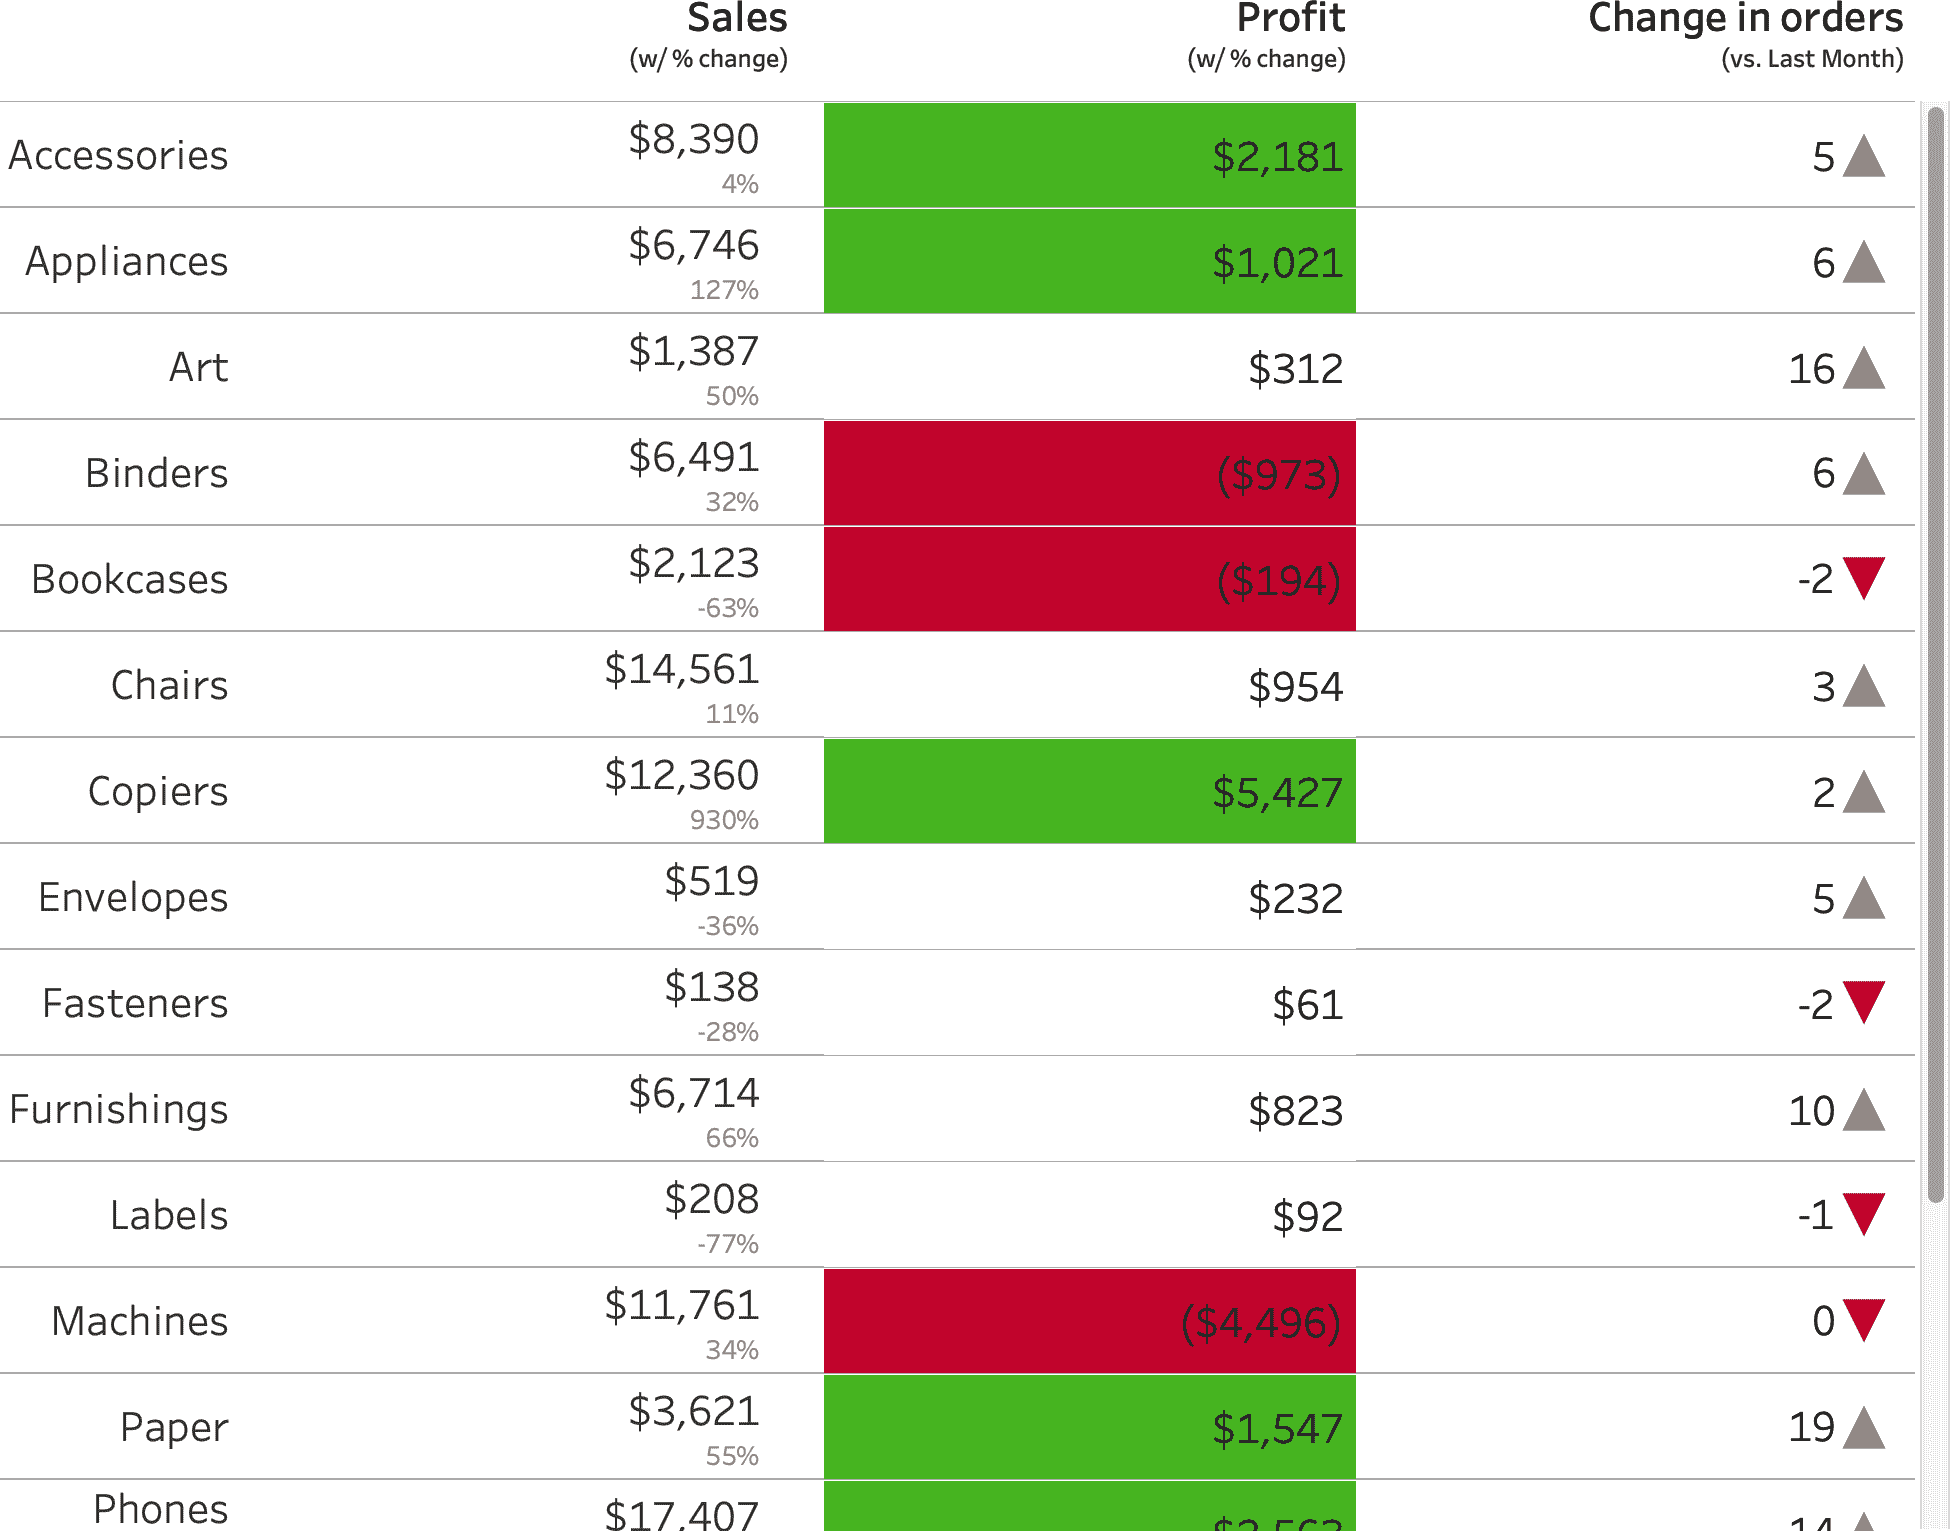 Sales Profit Change in orders
(w/ % change) (w/ % change) (vs. Last Month)
Accessories $8,390 $2,181 5
4%
Appliances $6,746 $1,021 6
127%
Art $1,387 $312 16
50%
Binders $6,491 ($973) 6
32%
Bookcases $2,123 ($194) -2
-63%
Chairs $14,561 $954 3
11%
Copiers $12,360 $5,427 2
930%
Envelopes $519 $232 5
-36%
Fasteners $138 $61 -2
-28%
Furnishings $6,714 $823 10
66%
Labels $208 $92 -1
-77%
Machines $11,761 ($4,496) 0
34%
Paper $3,621 $1,547 19
55%
Phones $17,407 14